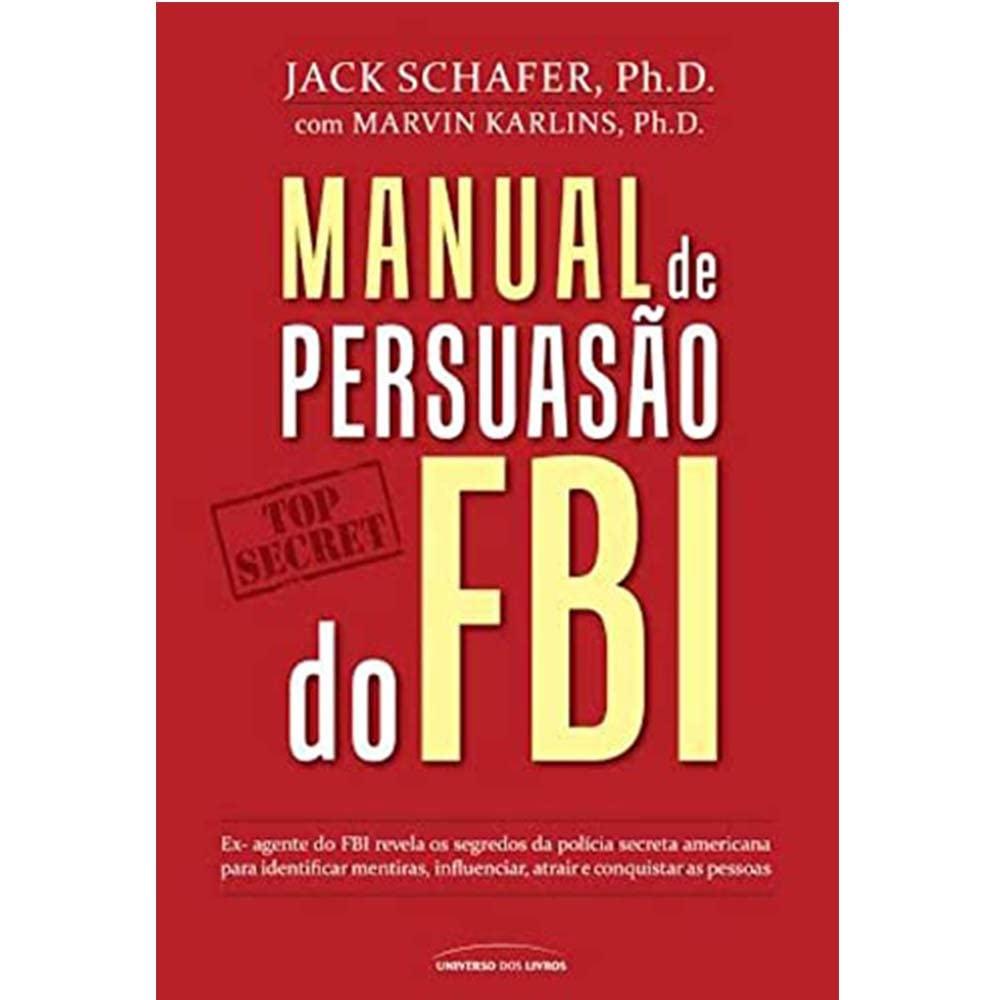 JACK SCHAFER, Ph.D.
com MARVIN KARLINS, Ph.D.
MANUAL de
PERSUASÃO
TOP
SECRET
do FBI
Ex- agente do FBI revela os segredos da polícia secreta americana
para identificar mentiras, influenciar, atrair e conquistar as pessoas
UNIVERSO DOS LIVROS